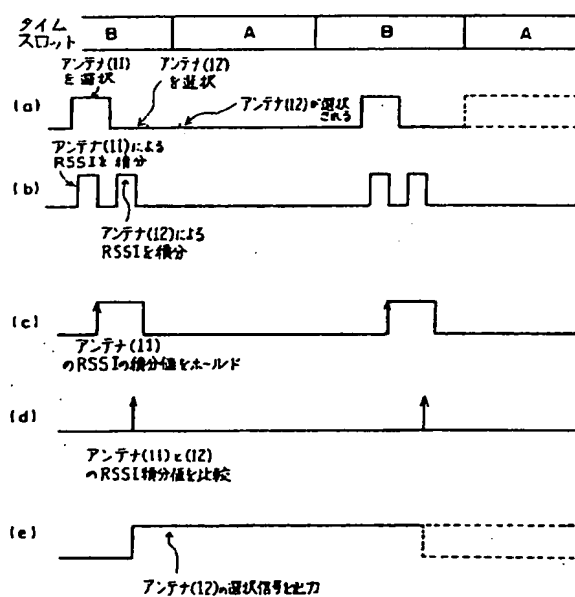 タイム
スロット
B A B A
アンテナ(11)
を選択
アンテナ(12)
を選択
アンテナ(12)が選択
される
(a)
アンテナ(11)による
RSSIを積分
(b)
アンテナ(12)による
RSSIを積分
(c)
アンテナ(11)
のRSSIの積分値をホールド
(d)
アンテナ(11)と(12)
のRSSI積分値を比較
(e)
アンテナ(12)の選択信号を出力